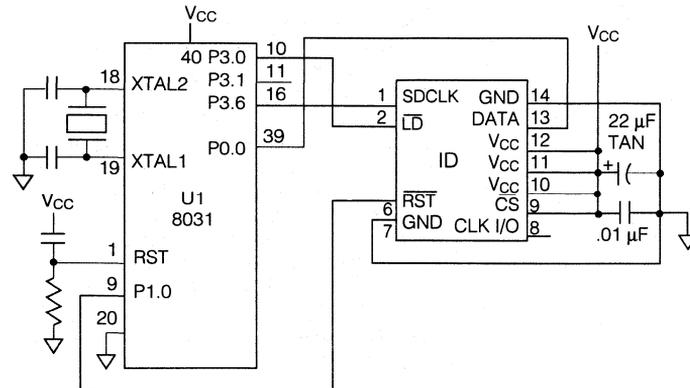 VCC
40 P3.0 10
P3.1 11
P3.6 16
18 XTAL2
P0.0 39
19 XTAL1
U1
8031
VCC
1 RST
9 P1.0
20
1 SDCLK
2 LD
ID
6 RST
7 GND
GND 14
DATA 13
VCC 12
VCC 11
VCC 10
CS 9
CLK I/O 8
VCC
22 µF
TAN
+
.01 µF